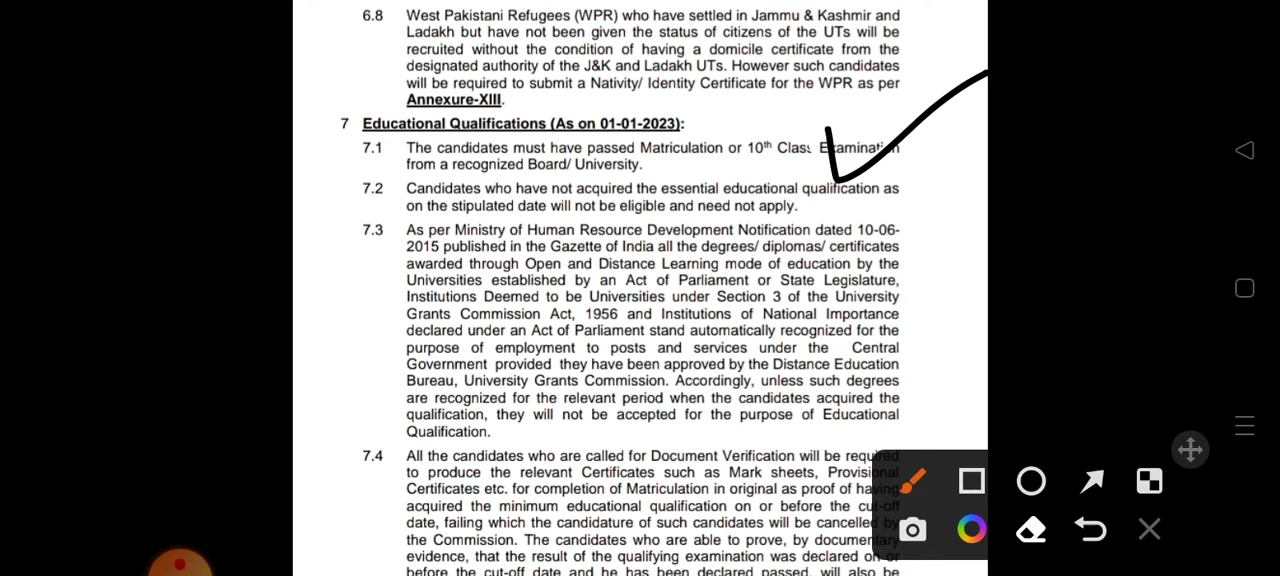 6.8 West Pakistani Refugees (WPR) who have settled in Jammu & Kashmir and
Ladakh but have not been given the status of citizens of the UTs will be
recruited without the condition of having a domicile certificate from the
designated authority of the J&K and Ladakh UTs. However such candidates
will be required to submit a Nativity/ Identity Certificate for the WPR as per
Annexure-XIII.
7 Educational Qualifications (As on 01-01-2023):
7.1 The candidates must have passed Matriculation or 10th Class Examination
from a recognized Board/ University.
7.2 Candidates who have not acquired the essential educational qualification as
on the stipulated date will not be eligible and need not apply.
7.3 As per Ministry of Human Resource Development Notification dated 10-06-
2015 published in the Gazette of India all the degrees/ diplomas/ certificates
awarded through Open and Distance Learning mode of education by the
Universities established by an Act of Parliament or State Legislature,
Institutions Deemed to be Universities under Section 3 of the University
Grants Commission Act, 1956 and Institutions of National Importance
declared under an Act of Parliament stand automatically recognized for the
purpose of employment to posts and services under the Central
Government provided they have been approved by the Distance Education
Bureau, University Grants Commission. Accordingly, unless such degrees
are recognized for the relevant period when the candidates acquired the
qualification, they will not be accepted for the purpose of Educational
Qualification.
7.4 All the candidates who are called for Document Verification will be required
to produce the relevant Certificates such as Mark sheets, Provisional
Certificates etc. for completion of Matriculation in original as proof of having
acquired the minimum educational qualification on or before the cut-off
date, failing which the candidature of such candidates will be cancelled by
the Commission. The candidates who are able to prove, by documentary
evidence, that the result of the qualifying examination was declared on or
before the cut-off date and he has been declared passed, will also be